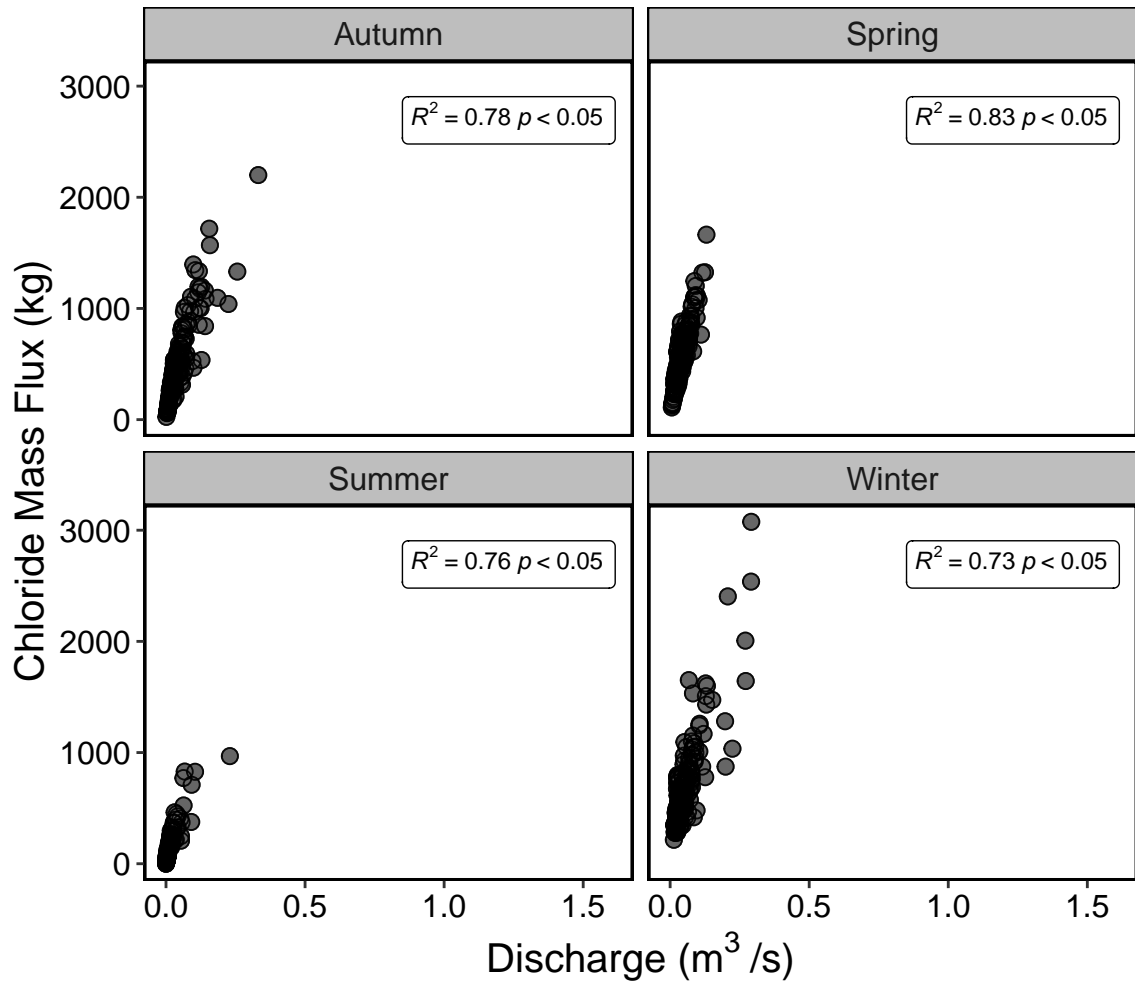 Autumn
Spring
R² = 0.78 p < 0.05
R² = 0.83 p < 0.05
3000
2000
1000
0
Summer
Winter
R² = 0.76 p < 0.05
R² = 0.73 p < 0.05
3000
2000
1000
0
0.0 0.5 1.0 1.5
0.0 0.5 1.0 1.5
Chloride Mass Flux (kg)
Discharge (m³ /s)